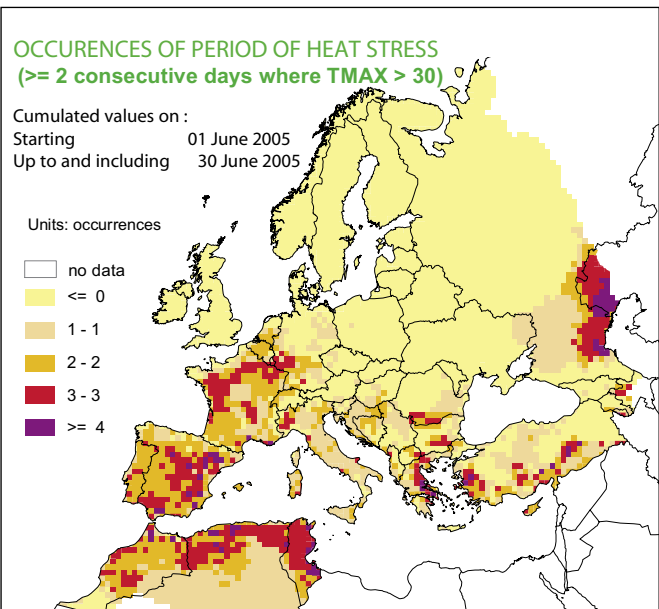 OCCURENCES OF PERIOD OF HEAT STRESS
(>= 2 consecutive days where TMAX > 30)
Cumulated values on :
Starting 01 June 2005
Up to and including 30 June 2005
Units: occurrences
no data
<= 0
1 - 1
2 - 2
3 - 3
>= 4